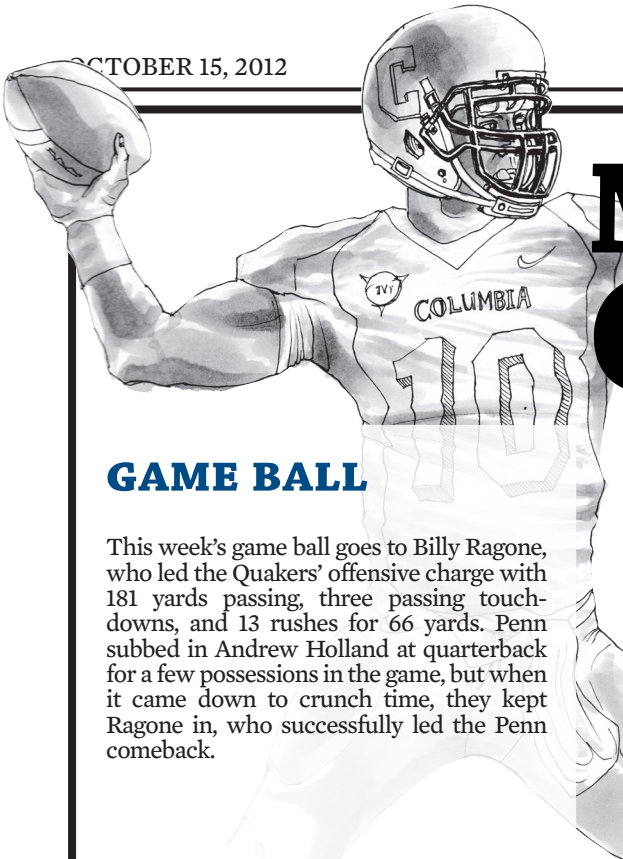 OCTOBER 15, 2012
C
IVY
COLUMBIA
10
GAME BALL
This week's game ball goes to Billy Ragone,
who led the Quakers' offensive charge with
181 yards passing, three passing touch-
downs, and 13 rushes for 66 yards. Penn
subbed in Andrew Holland at quarterback
for a few possessions in the game, but when
it came down to crunch time, they kept
Ragone in, who successfully led the Penn
comeback.